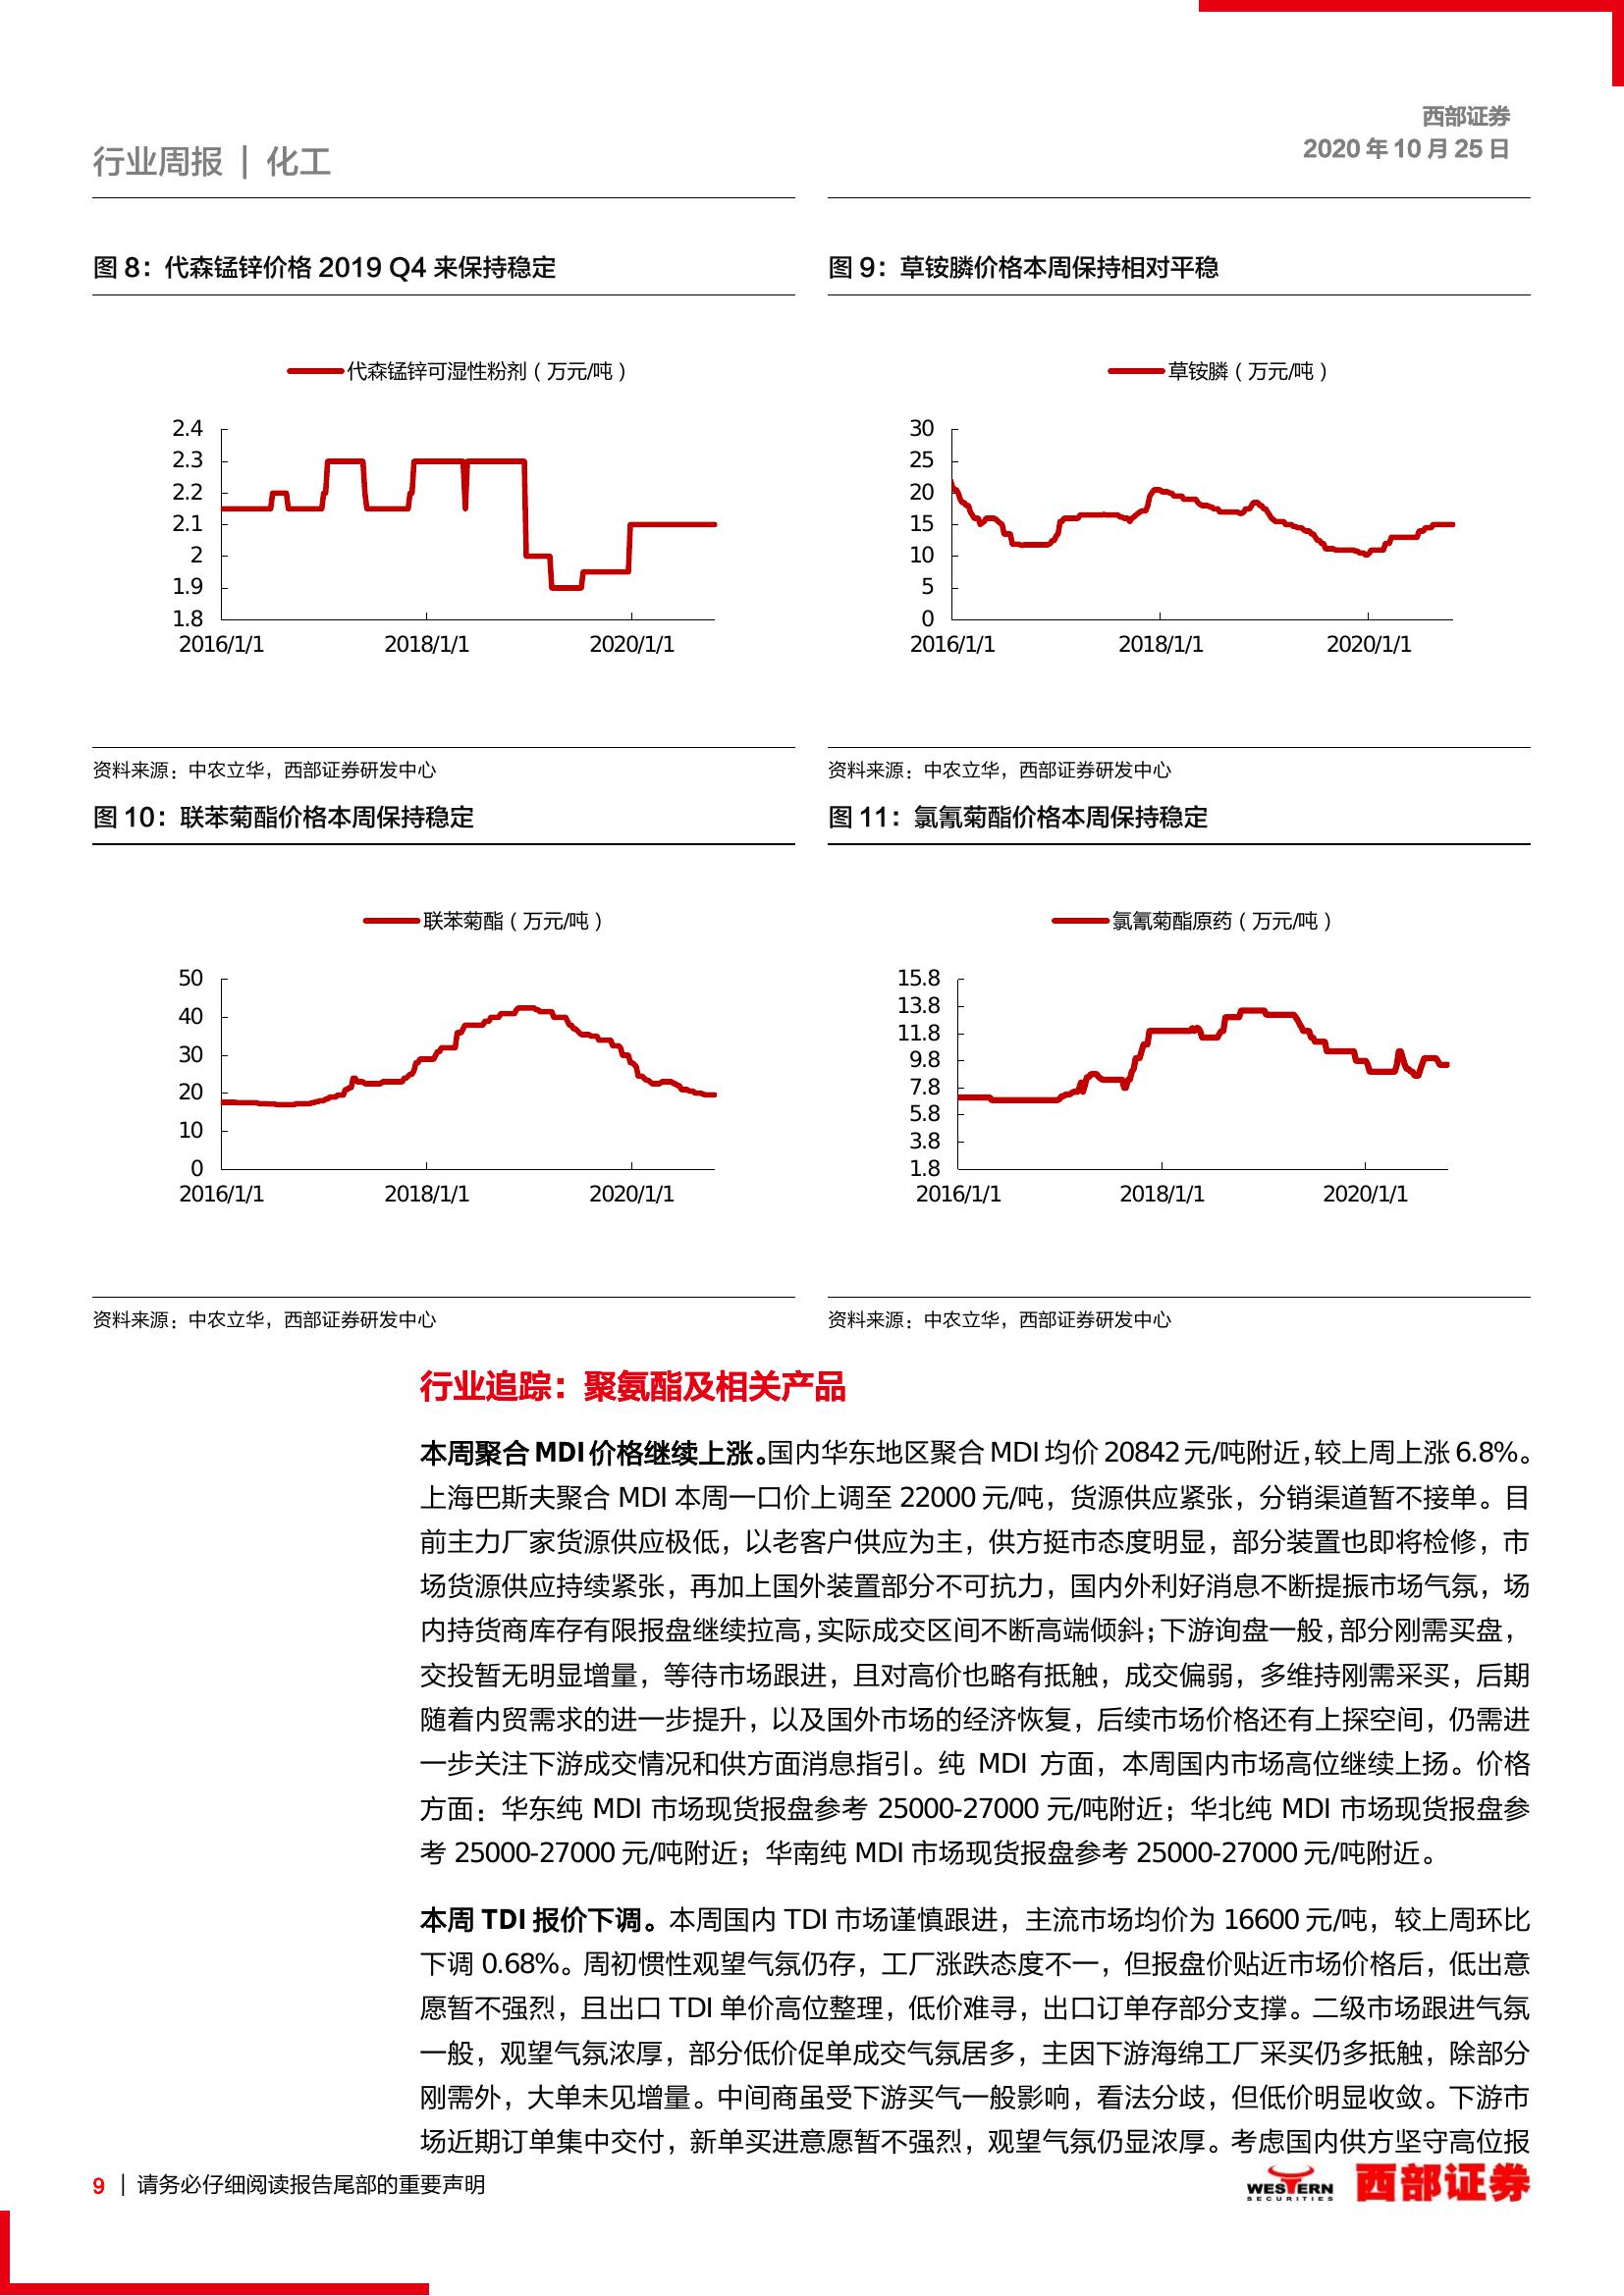 西部证券
2020 年 10 月 25 日
行业周报 | 化工
图 8：代森锰锌价格 2019 Q4 来保持稳定
代森锰锌可湿性粉剂（万元/吨）
2.4
2.3
2.2
2.1
2
1.9
1.8
2016/1/1 2018/1/1 2020/1/1
资料来源：中农立华，西部证券研发中心
图 9：草铵膦价格本周保持相对平稳
草铵膦（万元/吨）
30
25
20
15
10
5
0
2016/1/1 2018/1/1 2020/1/1
资料来源：中农立华，西部证券研发中心
图 10：联苯菊酯价格本周保持稳定
联苯菊酯（万元/吨）
50
40
30
20
10
0
2016/1/1 2018/1/1 2020/1/1
资料来源：中农立华，西部证券研发中心
图 11：氯氰菊酯价格本周保持稳定
氯氰菊酯原药（万元/吨）
15.8
13.8
11.8
9.8
7.8
5.8
3.8
1.8
2016/1/1 2018/1/1 2020/1/1
资料来源：中农立华，西部证券研发中心
行业追踪：聚氨酯及相关产品
本周聚合 MDI 价格继续上涨。国内华东地区聚合 MDI 均价 20842 元/吨附近，较上周上涨 6.8%。
上海巴斯夫聚合 MDI 本周一口价上调至 22000 元/吨，货源供应紧张，分销渠道暂不接单。目
前主力厂家货源供应极低，以老客户供应为主，供方挺市态度明显，部分装置也即将检修，市
场货源供应持续紧张，再加上国外装置部分不可抗力，国内外利好消息不断提振市场气氛，场
内持货商库存有限报盘继续拉高，实际成交区间不断高端倾斜；下游询盘一般，部分刚需买盘，
交投暂无明显增量，等待市场跟进，且对高价也略有抵触，成交偏弱，多维持刚需采买，后期
随着内贸需求的进一步提升，以及国外市场的经济恢复，后续市场价格还有上探空间，仍需进
一步关注下游成交情况和供方面消息指引。纯 MDI 方面，本周国内市场高位继续上扬。价格
方面：华东纯 MDI 市场现货报盘参考 25000-27000 元/吨附近；华北纯 MDI 市场现货报盘参
考 25000-27000 元/吨附近；华南纯 MDI 市场现货报盘参考 25000-27000 元/吨附近。
本周 TDI 报价下调。本周国内 TDI 市场谨慎跟进，主流市场均价为 16600 元/吨，较上周环比
下调 0.68%。周初惯性观望气氛仍存，工厂涨跌态度不一，但报盘价贴近市场价格后，低出意
愿暂不强烈，且出口 TDI 单价高位整理，低价难寻，出口订单存部分支撑。二级市场跟进气氛
一般，观望气氛浓厚，部分低价促单成交气氛居多，主因下游海绵工厂采买仍多抵触，除部分
刚需外，大单未见增量。中间商虽受下游买气一般影响，看法分歧，但低价明显收敛。下游市
场近期订单集中交付，新单买进意愿暂不强烈，观望气氛仍显浓厚。考虑国内供方坚守高位报
9 | 请务必仔细阅读报告尾部的重要声明
WESTERN
SECURITIES
西部证券